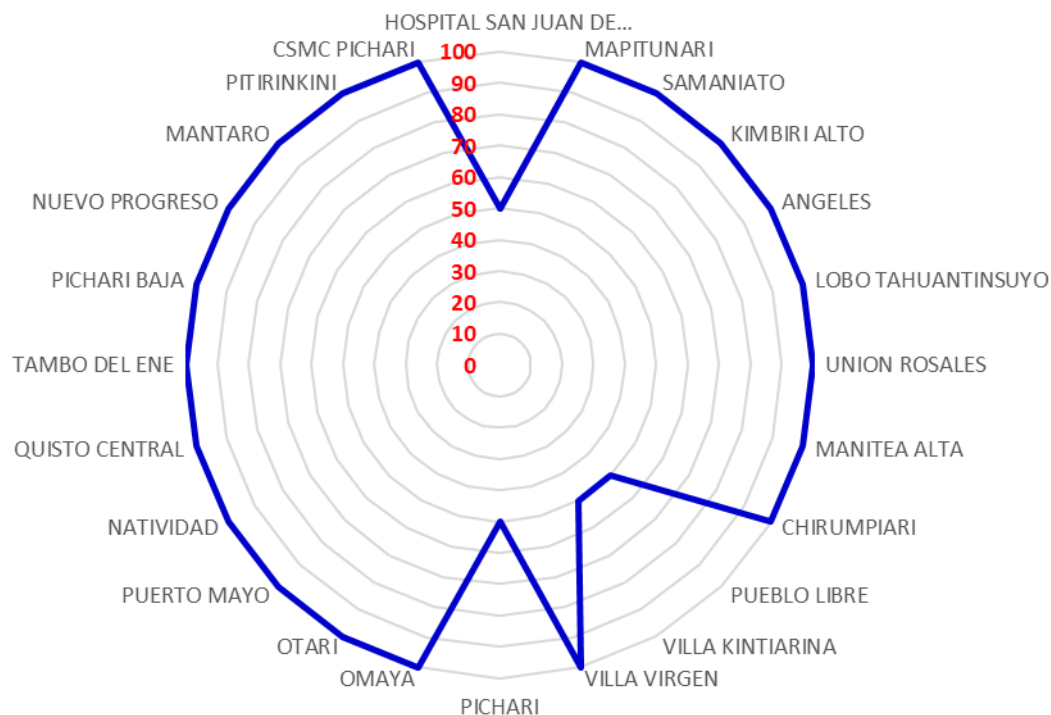 HOSPITAL SAN JUAN DE...
MAPITUNARI
SAMANIATO
KIMBIRI ALTO
ANGELES
LOBO TAHUANTINSUYO
UNION ROSALES
MANITEA ALTA
CHIRUMPIARI
PUEBLO LIBRE
VILLA KINTIARINA
VILLA VIRGEN
PICHARI
OMAYA
OTARI
PUERTO MAYO
NATIVIDAD
QUISTO CENTRAL
TAMBO DEL ENE
PICHARI BAJA
NUEVO PROGRESO
MANTARO
PITIRINKINI
CSMC PICHARI
100
90
80
70
60
50
40
30
20
10
0